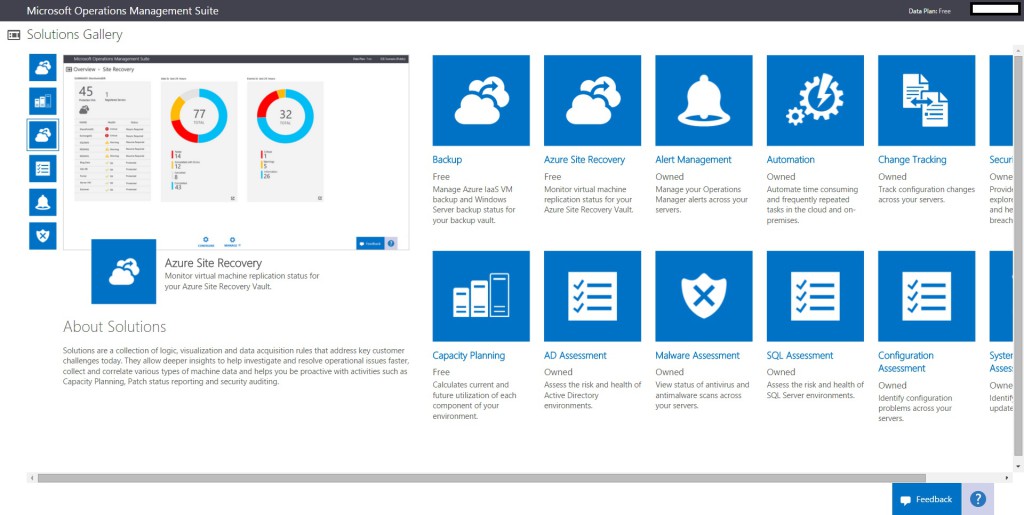 Microsoft Operations Management Suite
Data Plan: Free
Solutions Gallery
Microsoft Operations Management Suite
Overview › Site Recovery
45
1
77
TOTAL
32
TOTAL
14
12
8
43
1
5
26
Feedback
?
Azure Site Recovery
Monitor virtual machine replication status for
your Azure Site Recovery Vault.
About Solutions
Solutions are a collection of logic, visualization and data acquisition rules that address key customer
challenges today. They allow deeper insights to help investigate and resolve operational issues faster,
collect and correlate various types of machine data and helps you be proactive with activities such as
Capacity Planning, Patch status reporting and security auditing.
Backup
Free
Manage Azure IaaS VM
backup and Windows
Server backup status for
your backup vault.
Azure Site Recovery
Free
Monitor virtual machine
replication status for your
Azure Site Recovery Vault.
Alert Management
Owned
Manage your Operations
Manager alerts across your
servers.
Automation
Owned
Automate time consuming
and frequently repeated
tasks in the cloud and on-
premises.
Change Tracking
Owned
Track configuration changes
across your servers.
Securi
Owne
Provid
explor
and he
breach
Capacity Planning
Free
Calculates current and
future utilization of each
component of your
environment.
AD Assessment
Owned
Assess the risk and health of
Active Directory
environments.
Malware Assessment
Owned
View status of antivirus and
antimalware scans across
your servers.
SQL Assessment
Owned
Assess the risk and health of
SQL Server environments.
Configuration
Assessment
Owned
Identify configuration
problems across your
servers.
Syster
Assess
Owne
Identif
update
Feedback
?